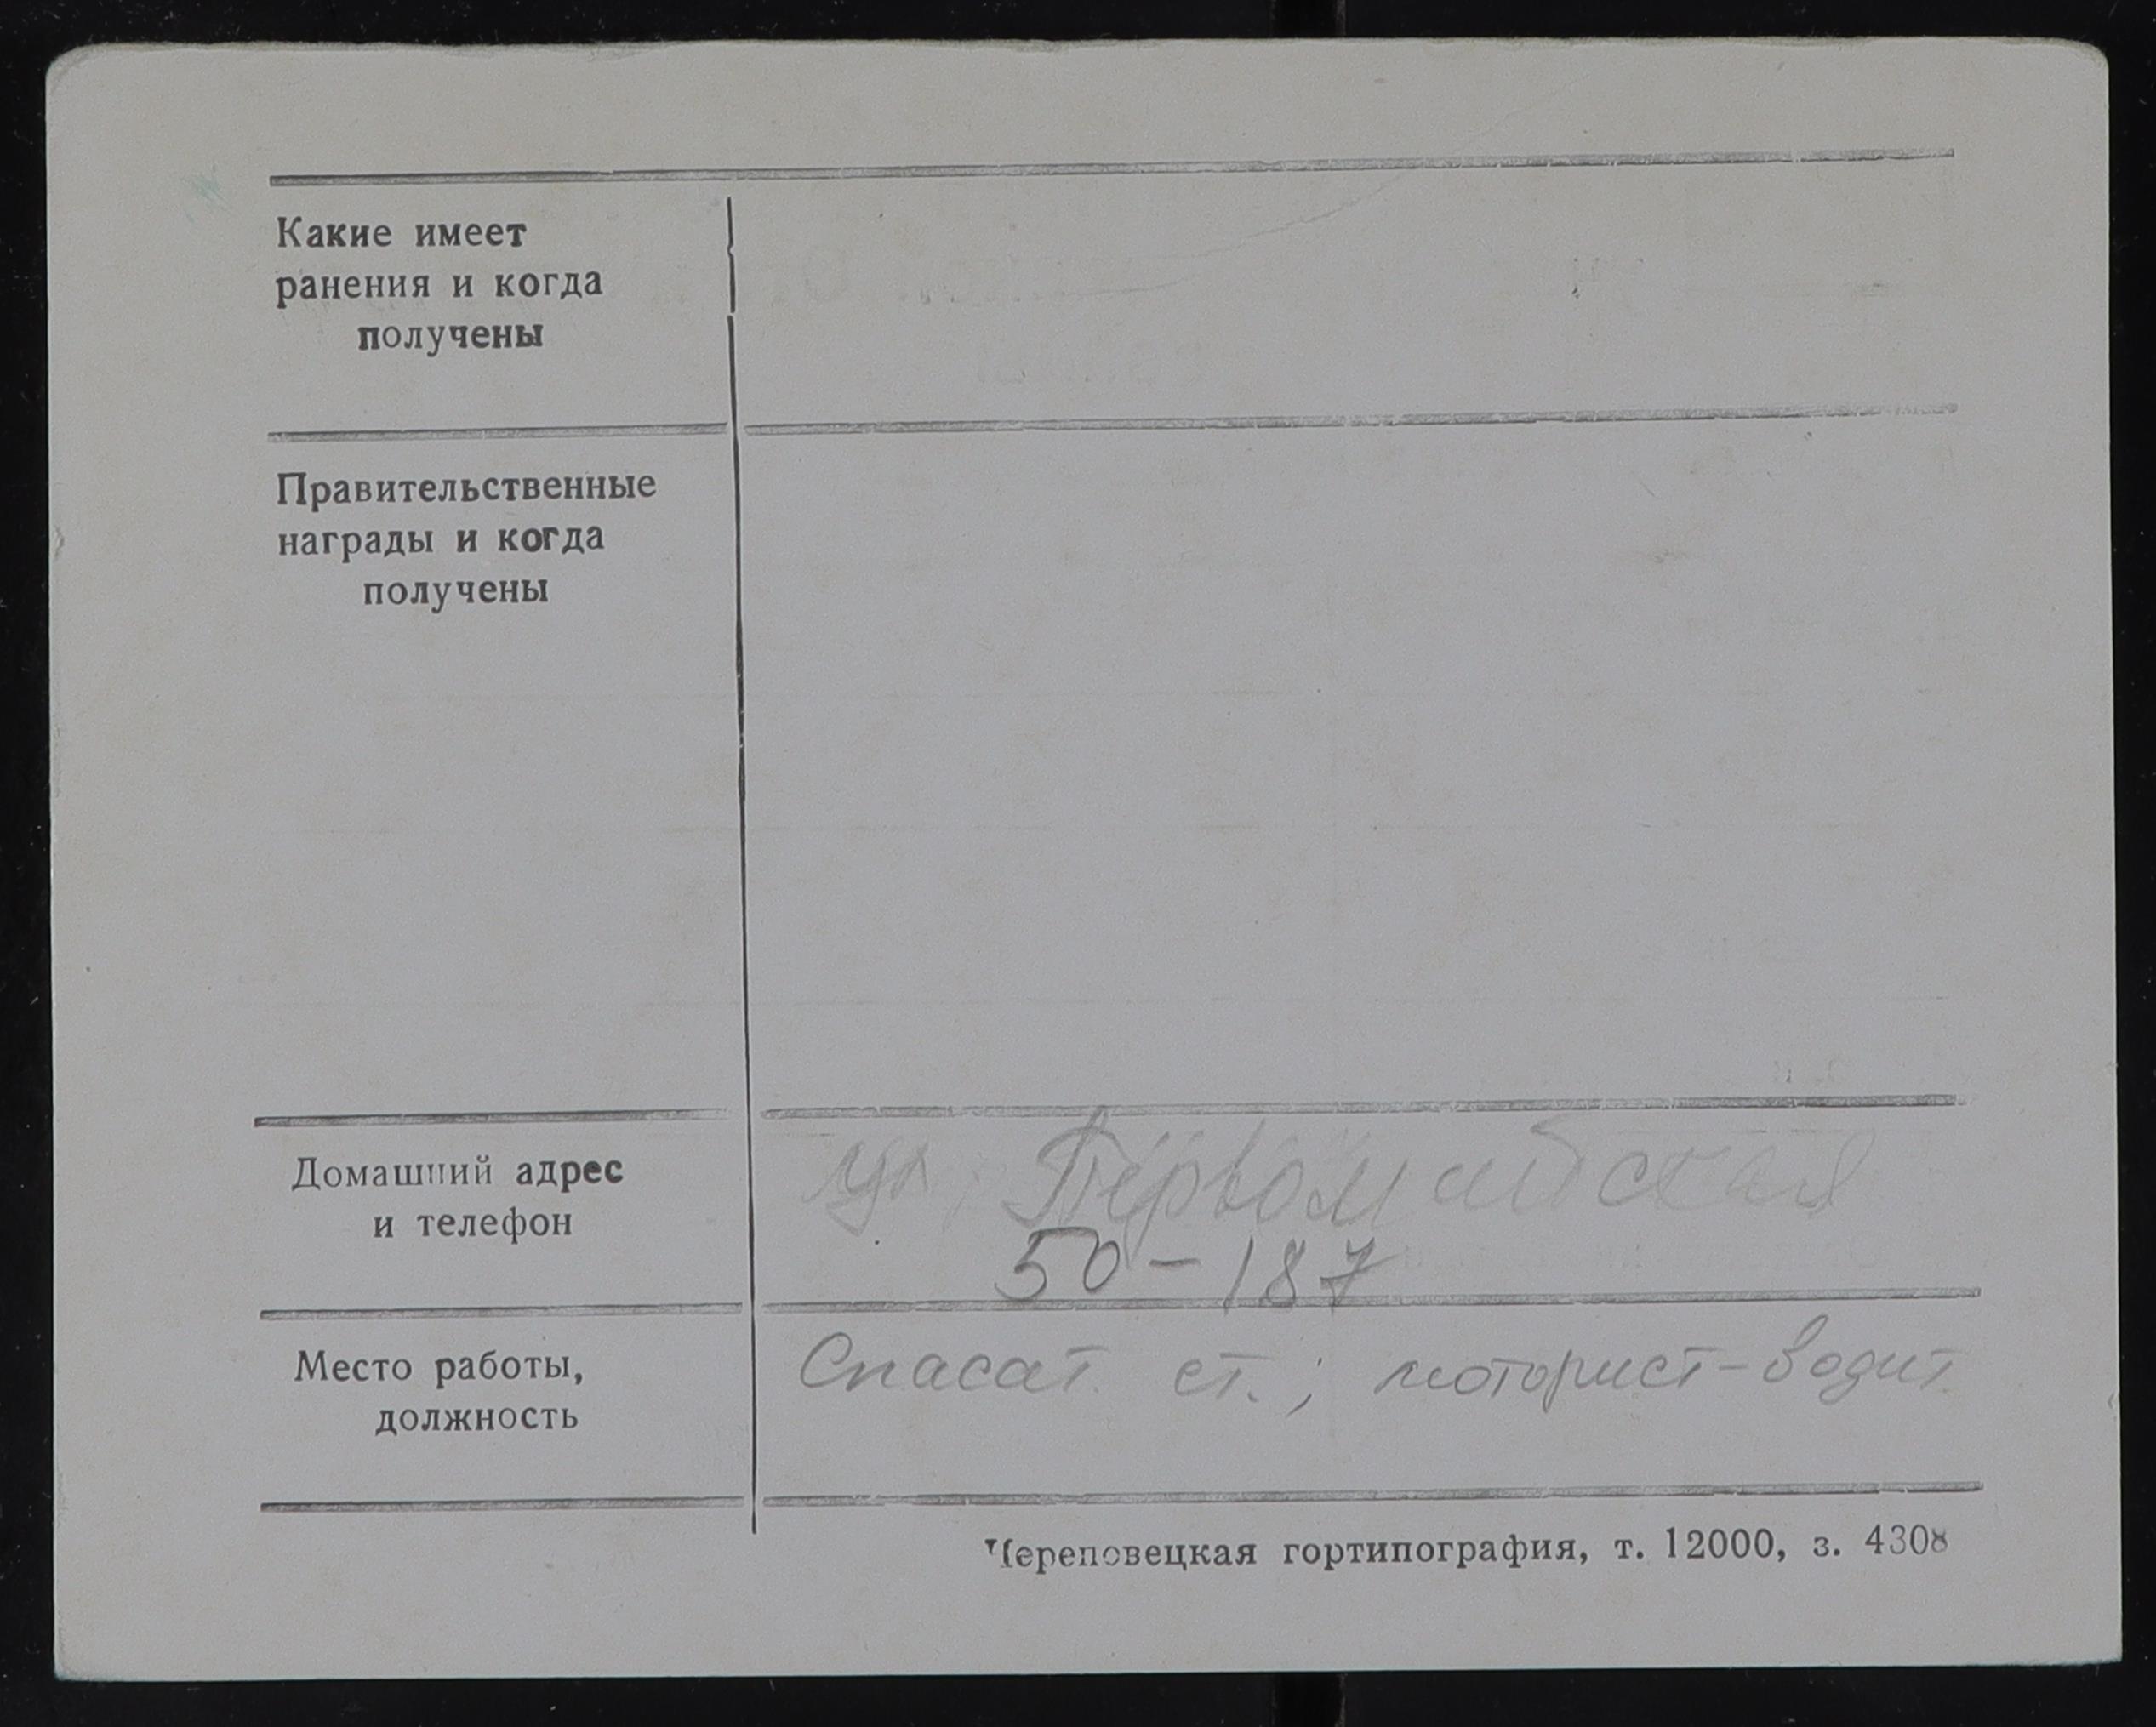 Какие имеет
ранения и когда
получены
Правительственные
награды и когда
получены
Домашний адрес
и телефон
ул. Первомайская
50-187
Место работы,
должность
Спасат. ст.; моторист-водит.
Череповецкая гортипография, т. 12000, з. 4308